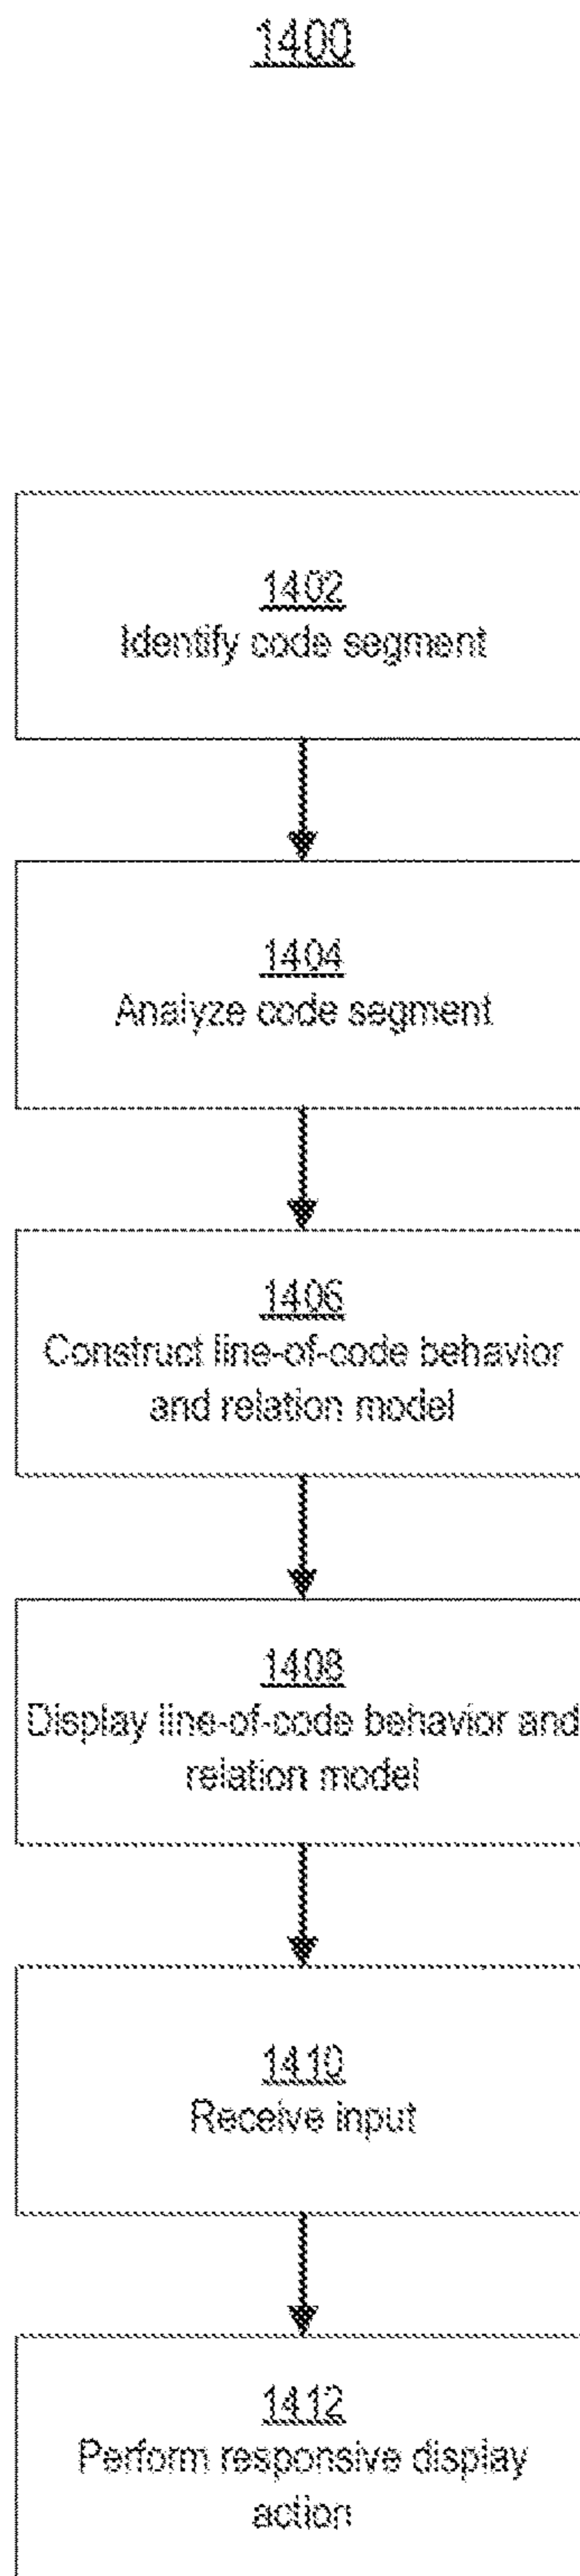 1400
1402
Identify code segment
1404
Analyze code segment
1406
Construct line-of-code behavior
and relation model
1408
Display line-of-code behavior and
relation model
1410
Receive input
1412
Perform responsive display
action